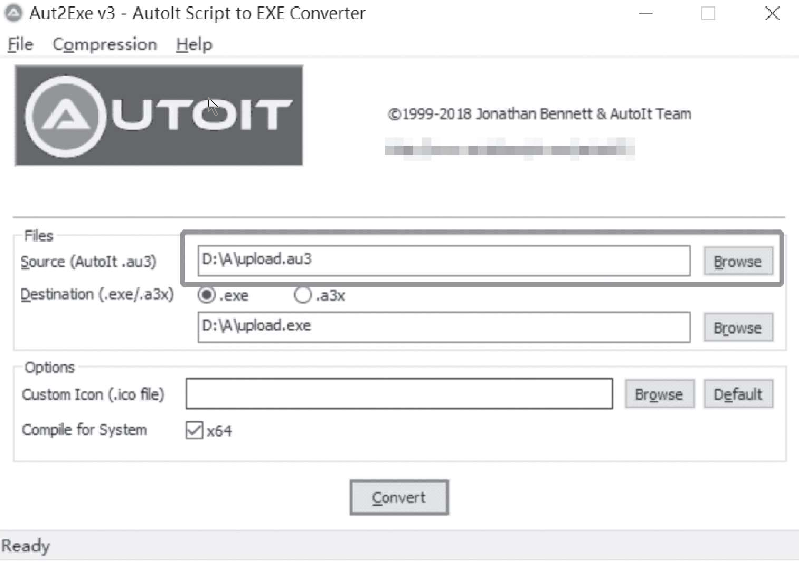 Aut2Exe v3 - AutoIt Script to EXE Converter
File Compression Help
AUTOIT
©1999-2018 Jonathan Bennett & AutoIt Team
Files
Source (AutoIt .au3) D:\A\upload.au3 Browse
Destination (.exe/.a3x) .exe .a3x
D:\A\upload.exe Browse
Options
Custom Icon (.ico file) Browse Default
Compile for System x64
Convert
Ready